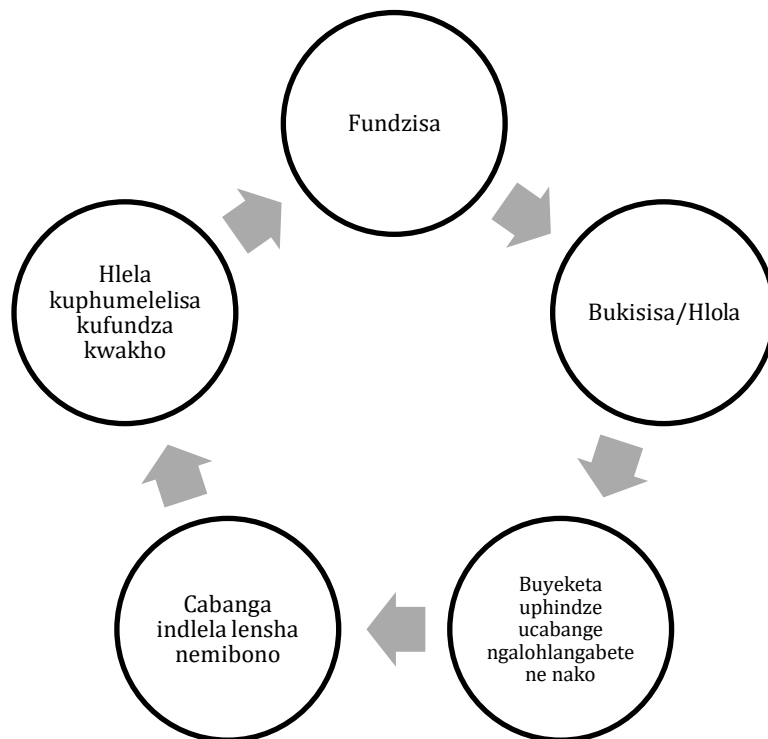 Fundzisa
Bukisisa/Hlola
Buyeketa
uphindze
ucabange
ngalohlangabete
ne nako
Cabanga
indlela lensha
nemibono
Hlela
kuphumelelisa
kufundza
kwakho